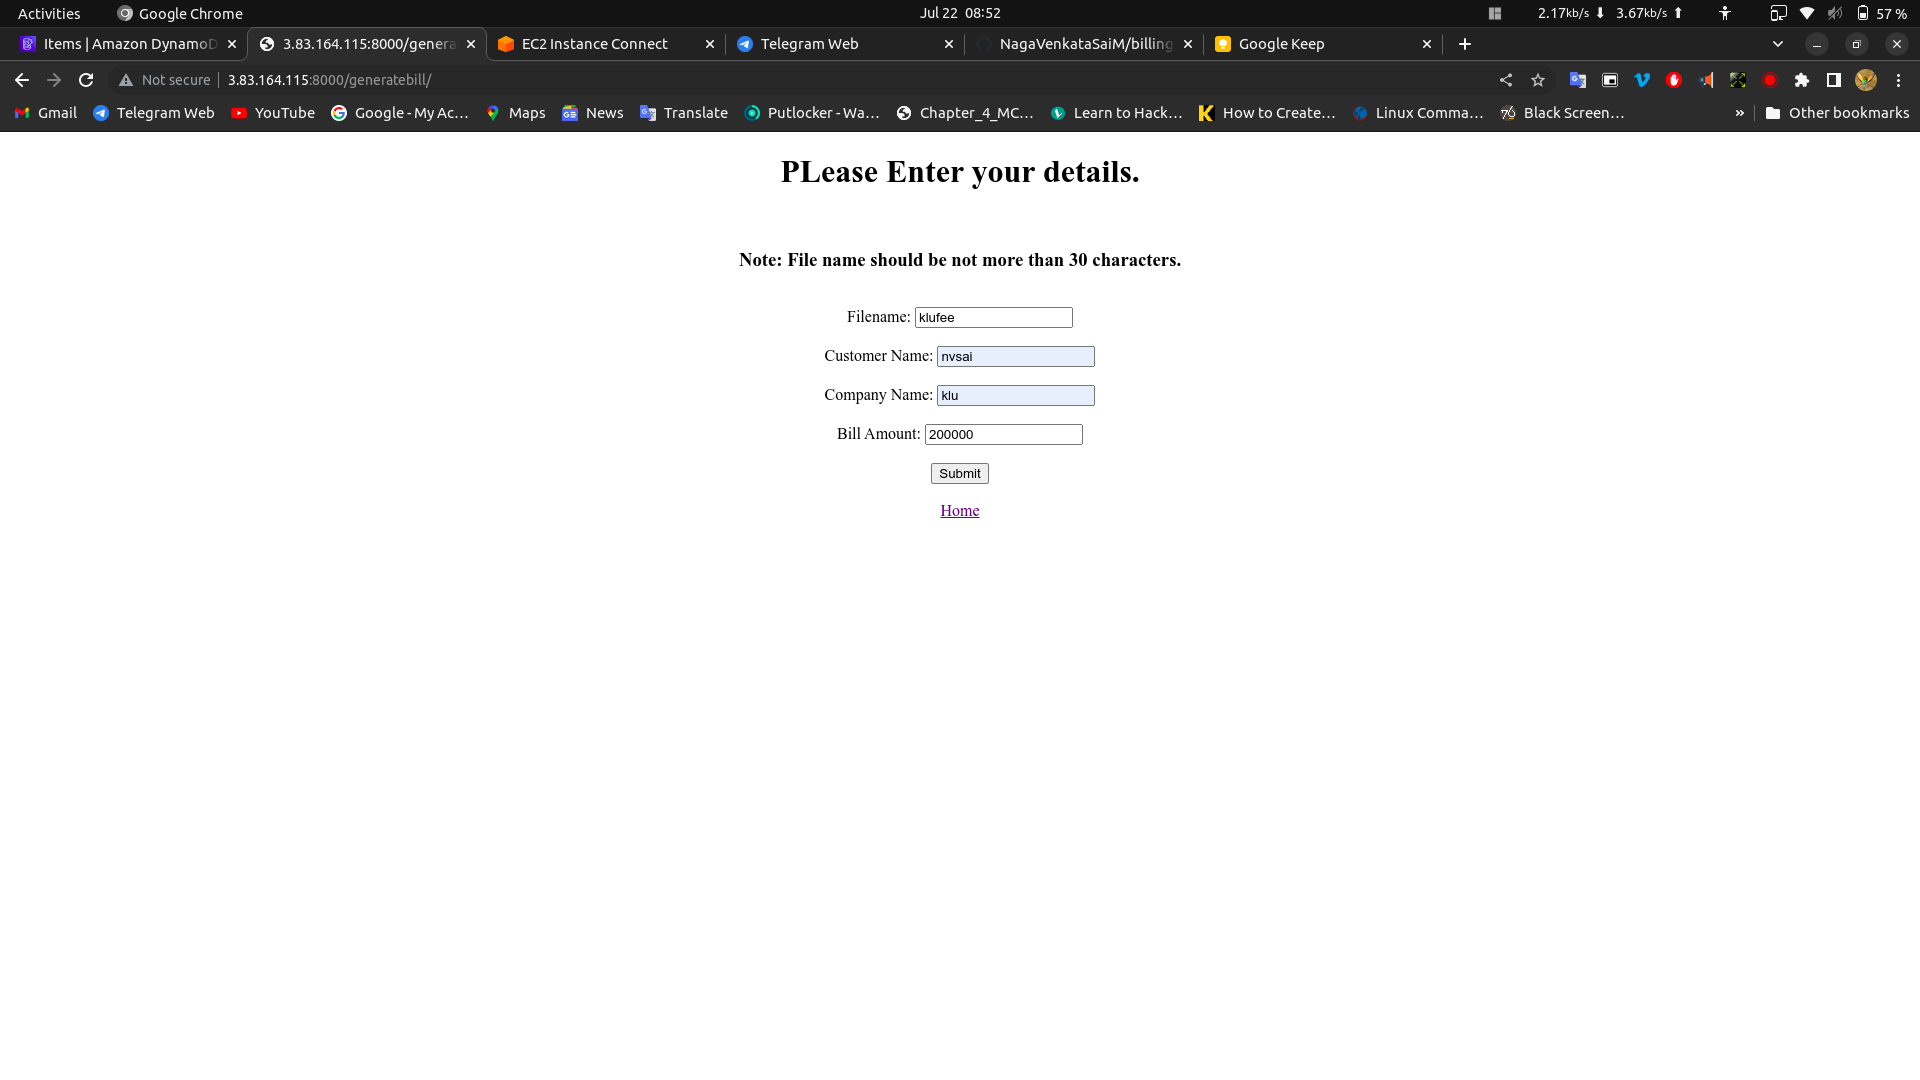 Activities Google Chrome Jul 22 08:52 2.17kb/s 3.67kb/s 57 %
Items | Amazon DynamoD 3.83.164.115:8000/genera EC2 Instance Connect Telegram Web NagaVenkataSaiM/billing Google Keep
Not secure 3.83.164.115:8000/generatebill/
Gmail Telegram Web YouTube Google - My Ac… Maps News Translate Putlocker - Wa… Chapter_4_MC… Learn to Hack… How to Create… Linux Comma… Black Screen… » Other bookmarks
PLease Enter your details.
Note: File name should be not more than 30 characters.
Filename: klufee
Customer Name: nvsai
Company Name: klu
Bill Amount: 200000
Submit
Home